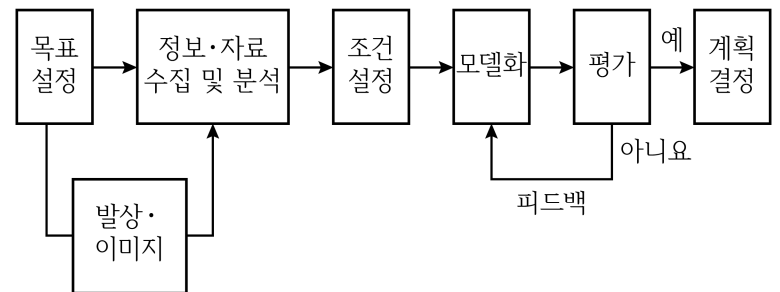 목표
설정
정보·자료
수집 및 분석
조건
설정
모델화
평가
예
계획
결정
아니요
피드백
발상·
이미지